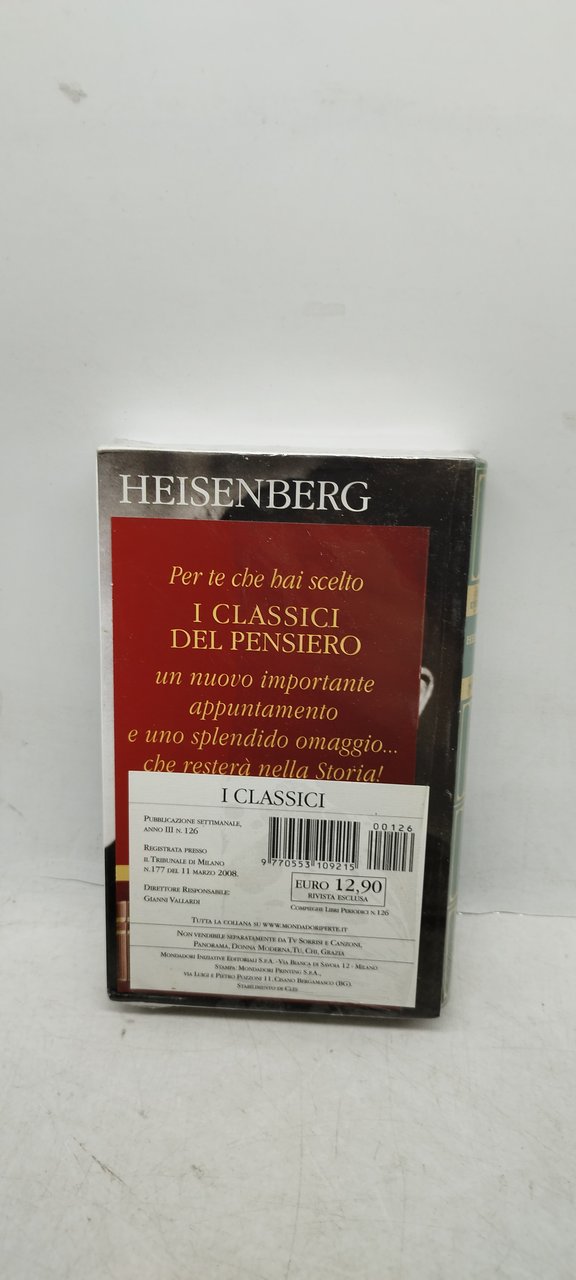 HEISENBERG
Per te che hai scelto
I CLASSICI
DEL PENSIERO
un nuovo importante
appuntamento
e uno splendido omaggio...
che resterà nella Storia!
I CLASSICI
Pubblicazione settimanale,
anno III n. 126
Registrata presso
il Tribunale di Milano
n.177 del 11 marzo 2008.
Direttore Responsabile:
Gianni Vallardi
00126
9 770553 109215
EURO 12,90
RIVISTA ESCLUSA
Compieghe Libri Periodici n.126
Tutta la collana su www.mondadoriperte.it
Non vendibile separatamente da Tv Sorrisi e Canzoni,
Panorama, Donna Moderna, Tu, Chi, Grazia
Mondadori Iniziative Editoriali S.p.A. - Via Bianca di Savoia 12 - Milano
Stampa: Mondadori Printing S.p.A.,
via Luigi e Pietro Pozzoni 11, Cisano Bergamasco (BG).
Stabilimento di Cles